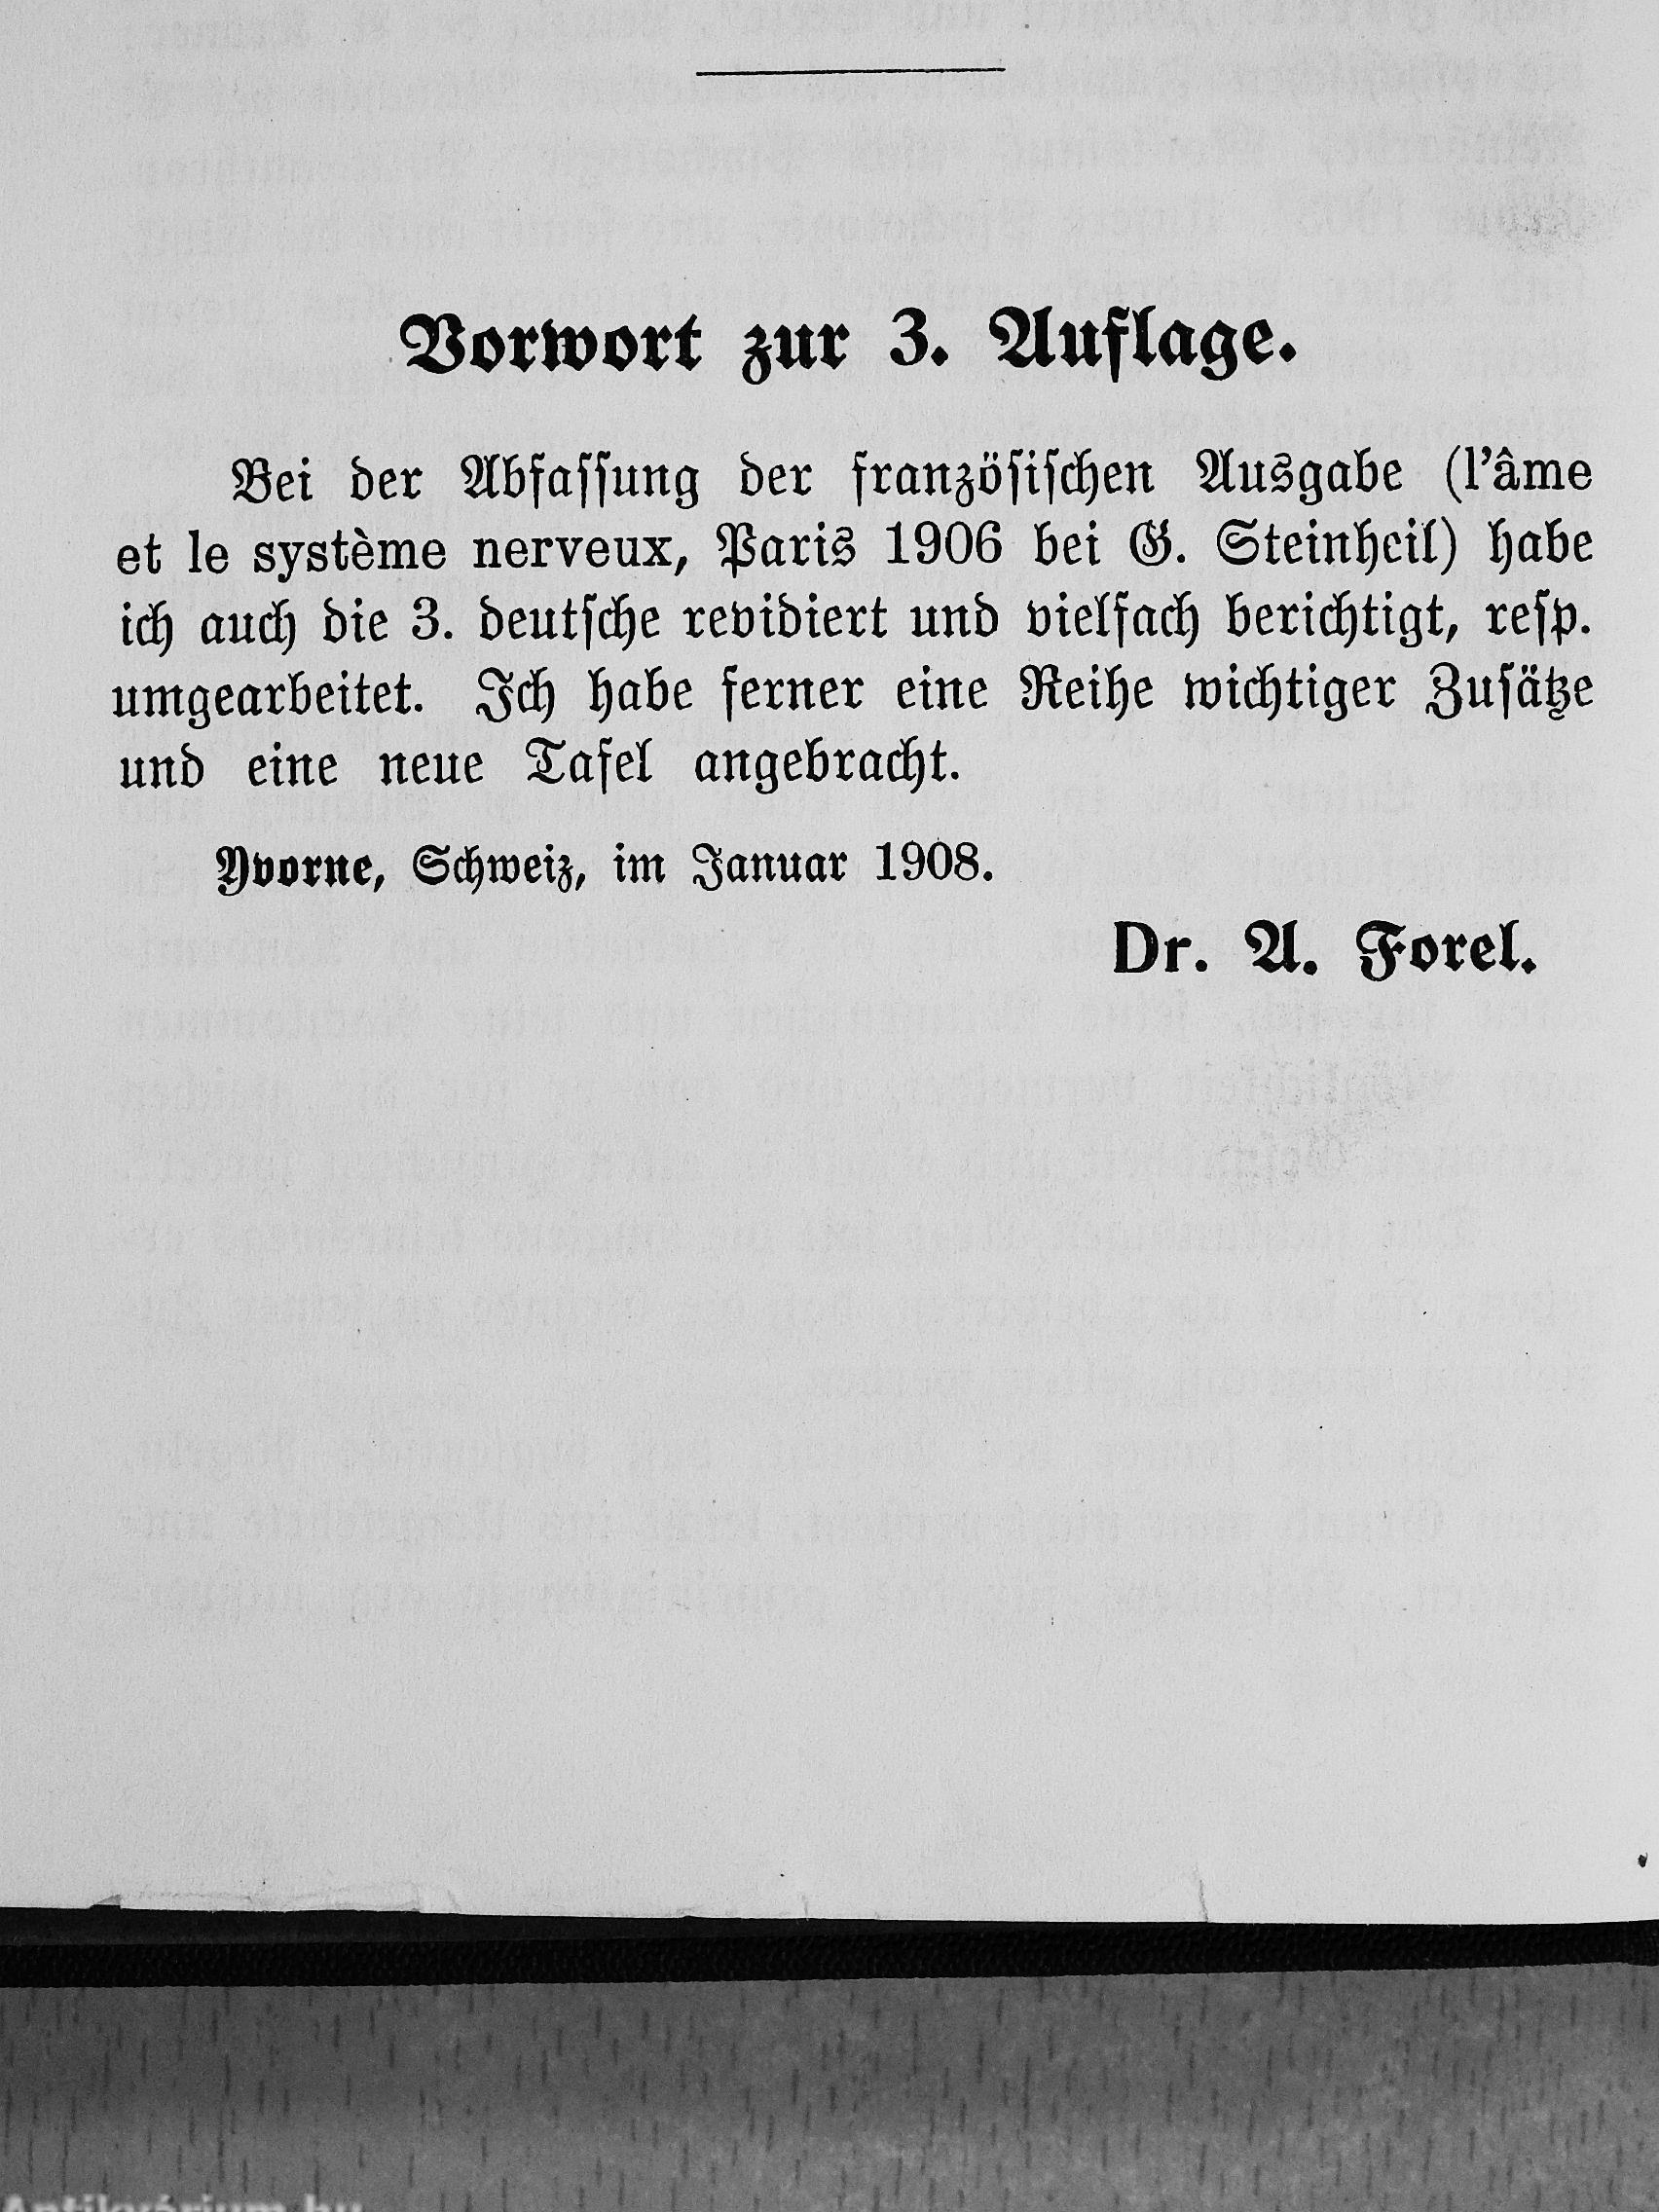 Vorwort zur 3. Auflage.
Bei der Abfaſſung der franzöſiſchen Ausgabe (l'âme
et le système nerveux, Paris 1906 bei G. Steinheil) habe
ich auch die 3. deutſche revidiert und vielfach berichtigt, reſp.
umgearbeitet. Ich habe ferner eine Reihe wichtiger Zuſätze
und eine neue Tafel angebracht.
Yvorne, Schweiz, im Januar 1908.
Dr. A. Forel.
Antikvárium.hu